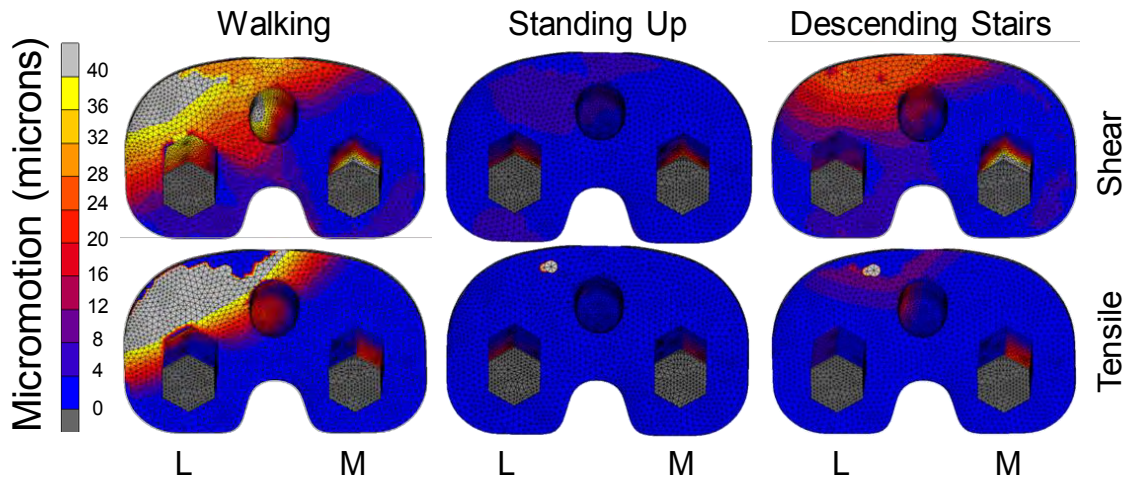 Walking
Standing Up
Descending Stairs
Micromotion (microns)
40
36
32
28
24
20
16
12
8
4
0
Shear
Tensile
L
M
L
M
L
M